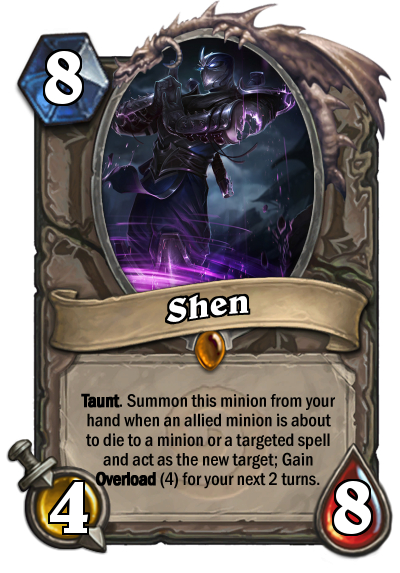 8
Shen
Taunt. Summon this minion from your
hand when an allied minion is about
to die to a minion or a targeted spell
and act as the new target; Gain
Overload (4) for your next 2 turns.
4
8